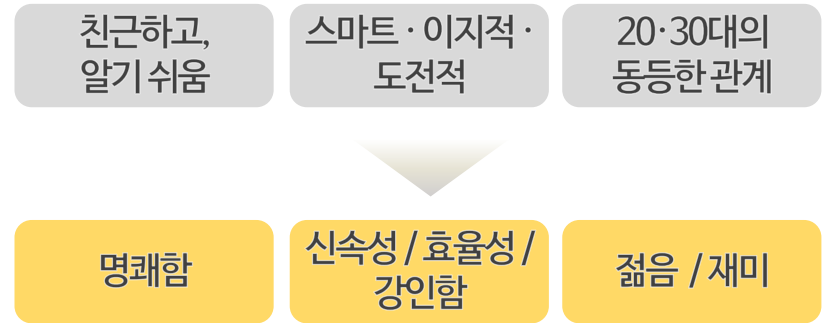 친근하고,
알기 쉬움
스마트 · 이지적 ·
도전적
20·30대의
동등한 관계
명쾌함
신속성 / 효율성 /
강인함
젊음 / 재미